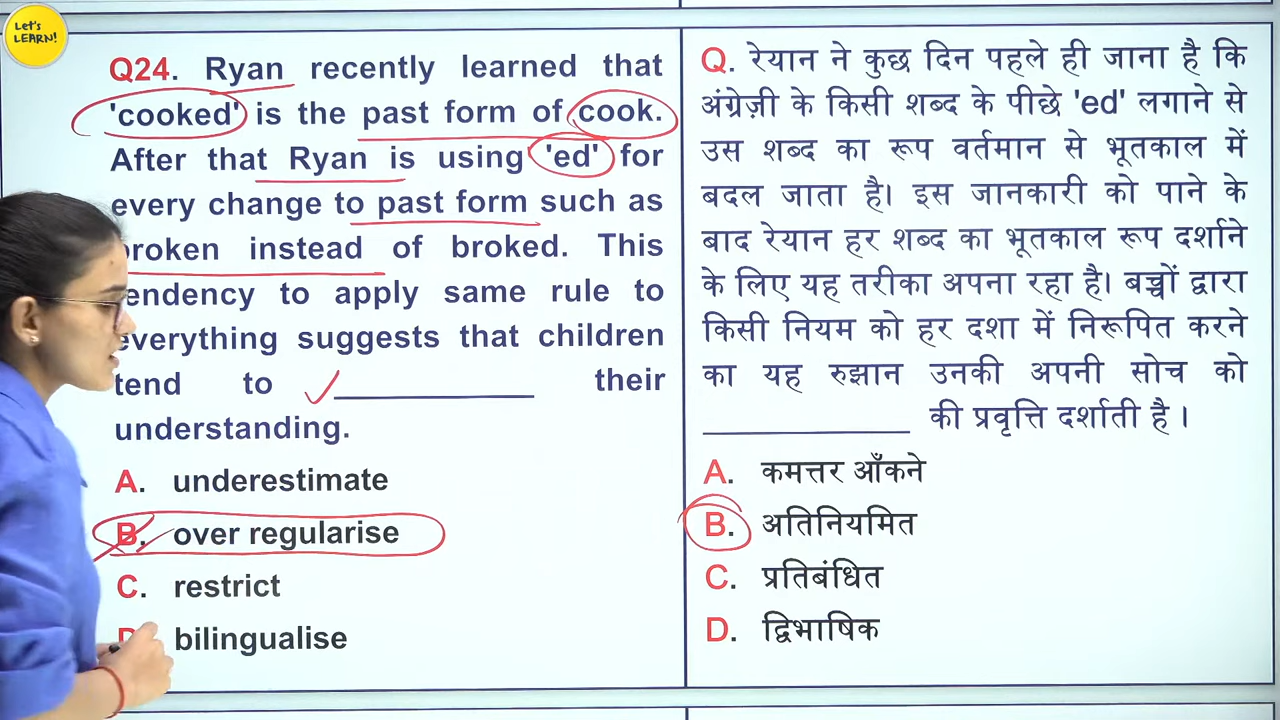 Let's
LEARN!
Q24. Ryan recently learned that
'cooked' is the past form of cook.
After that Ryan is using 'ed' for
every change to past form such as
broken instead of broked. This
tendency to apply same rule to
everything suggests that children
tend to ____________ their
understanding.
A. underestimate
B. over regularise
C. restrict
D. bilingualise
Q. रेयान ने कुछ दिन पहले ही जाना है कि
अंग्रेज़ी के किसी शब्द के पीछे 'ed' लगाने से
उस शब्द का रूप वर्तमान से भूतकाल में
बदल जाता है। इस जानकारी को पाने के
बाद रेयान हर शब्द का भूतकाल रूप दर्शाने
के लिए यह तरीका अपना रहा है। बच्चों द्वारा
किसी नियम को हर दशा में निरूपित करने
का यह रुझान उनकी अपनी सोच को
____________ की प्रवृत्ति दर्शाती है ।
A. कमत्तर आँकने
B. अतिनियमित
C. प्रतिबंधित
D. द्विभाषिक